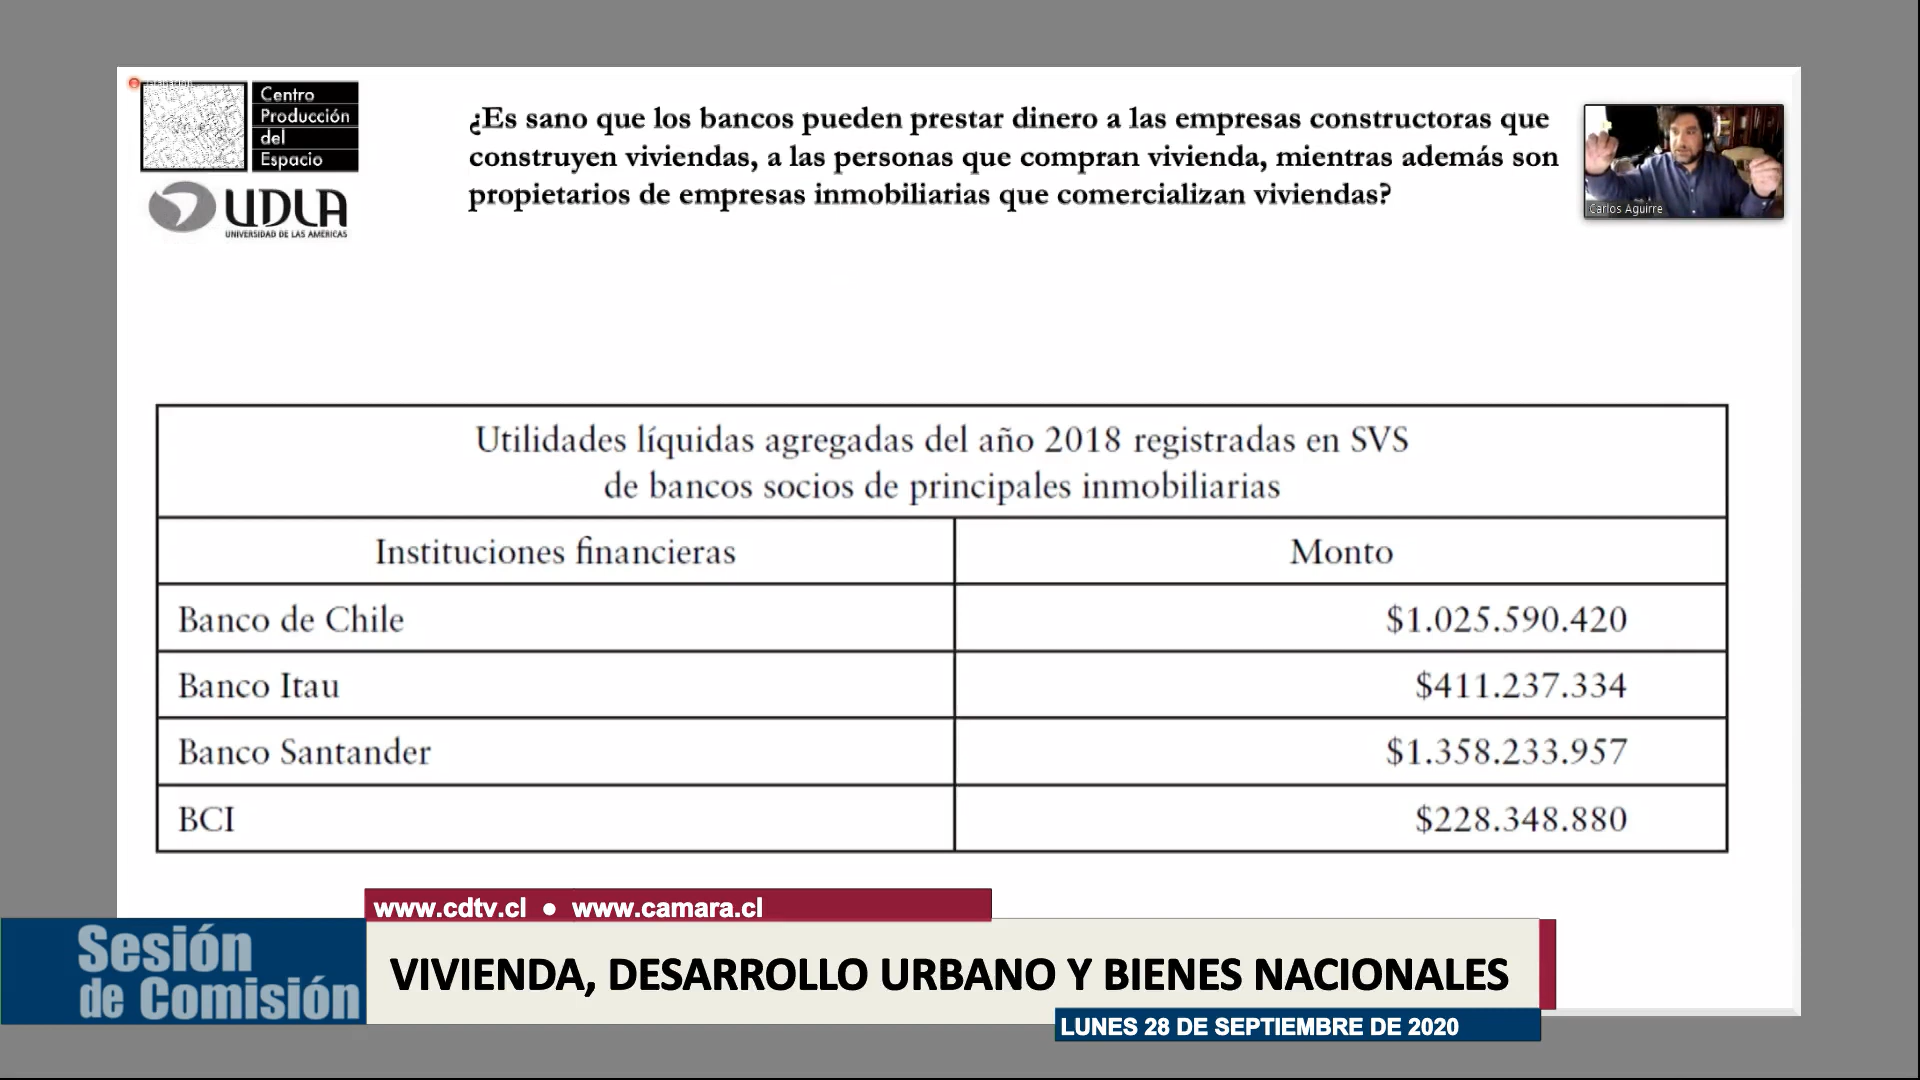 Grabación
Centro
Producción
del
Espacio
UDLA
UNIVERSIDAD DE LAS AMÉRICAS
¿Es sano que los bancos pueden prestar dinero a las empresas constructoras que
construyen viviendas, a las personas que compran vivienda, mientras además son
propietarios de empresas inmobiliarias que comercializan viviendas?
Carlos Aguirre
Utilidades líquidas agregadas del año 2018 registradas en SVS
de bancos socios de principales inmobiliarias
Instituciones financieras Monto
Banco de Chile $1.025.590.420
Banco Itau $411.237.334
Banco Santander $1.358.233.957
BCI $228.348.880
www.cdtv.cl ● www.camara.cl
Sesión
de Comisión
VIVIENDA, DESARROLLO URBANO Y BIENES NACIONALES
LUNES 28 DE SEPTIEMBRE DE 2020